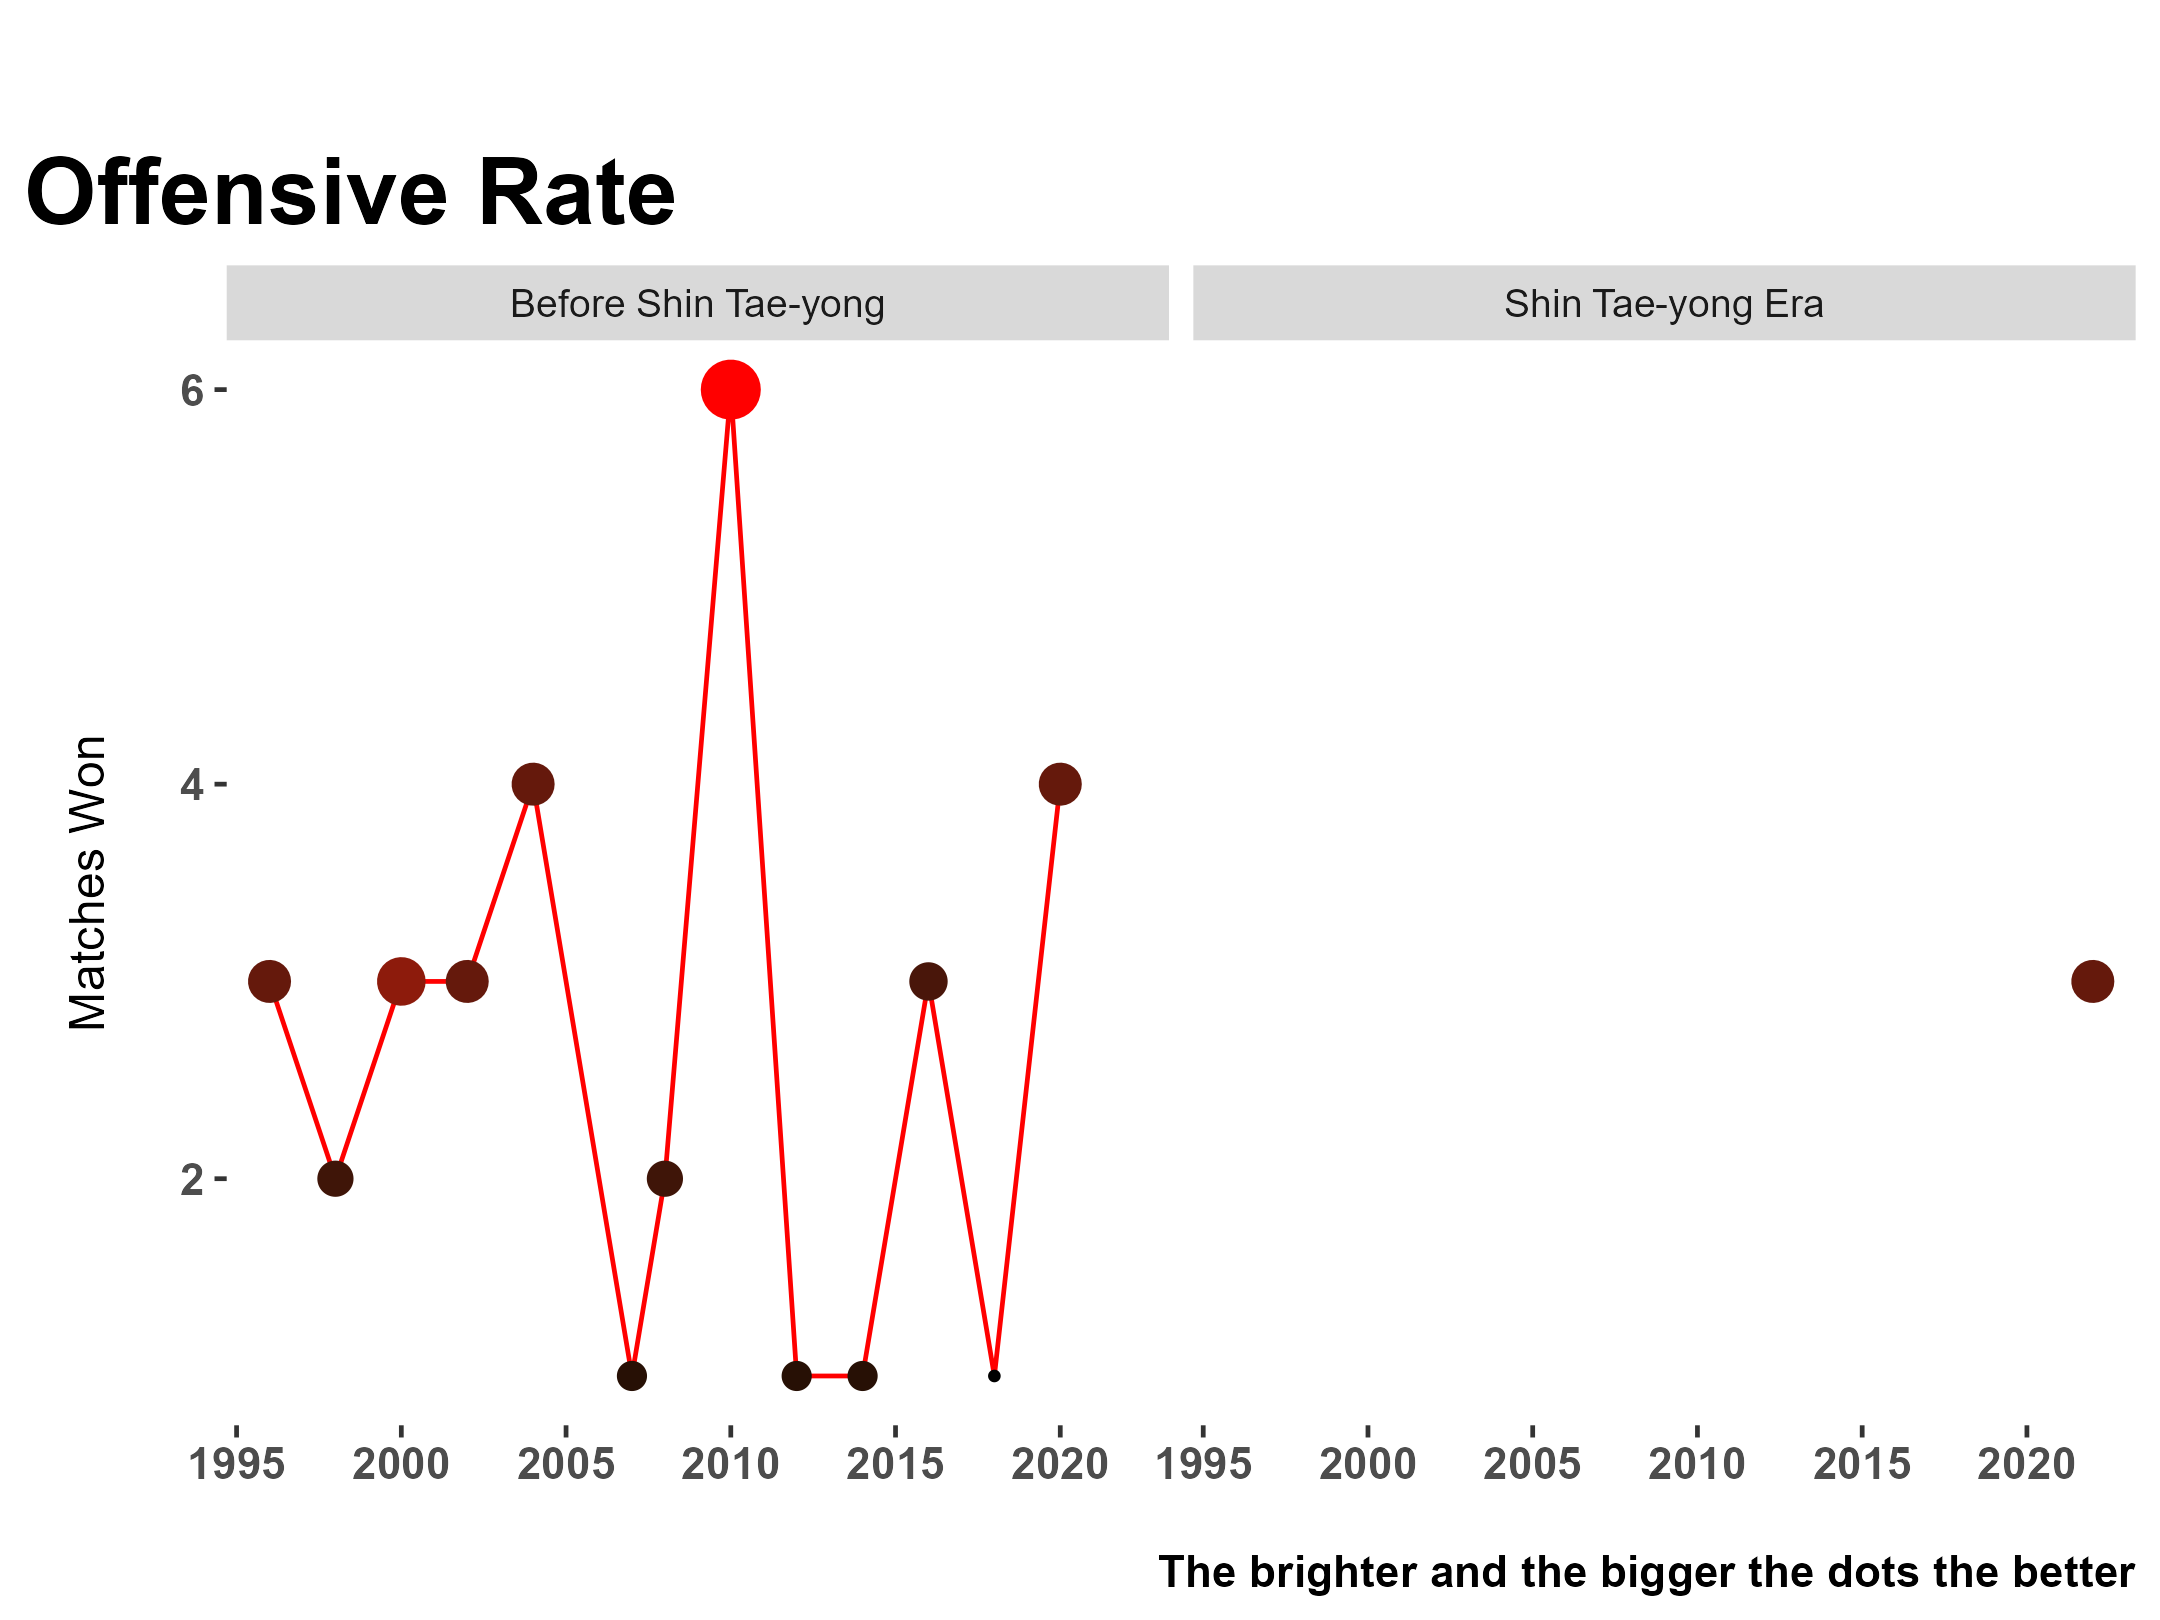 Offensive Rate
Before Shin Tae-yong
Shin Tae-yong Era
6
4
2
Matches Won
1995 2000 2005 2010 2015 2020 1995 2000 2005 2010 2015 2020
The brighter and the bigger the dots the better